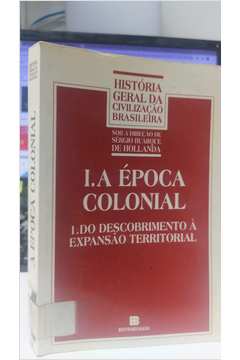 HISTÓRIA
GERAL DA
CIVILIZAÇÃO
BRASILEIRA
SOB A DIREÇÃO DE
SÉRGIO BUARQUE
DE HOLLANDA
I.A ÉPOCA
COLONIAL
1.DO DESCOBRIMENTO À
EXPANSÃO TERRITORIAL
I.A ÉPOCA COLONIAL